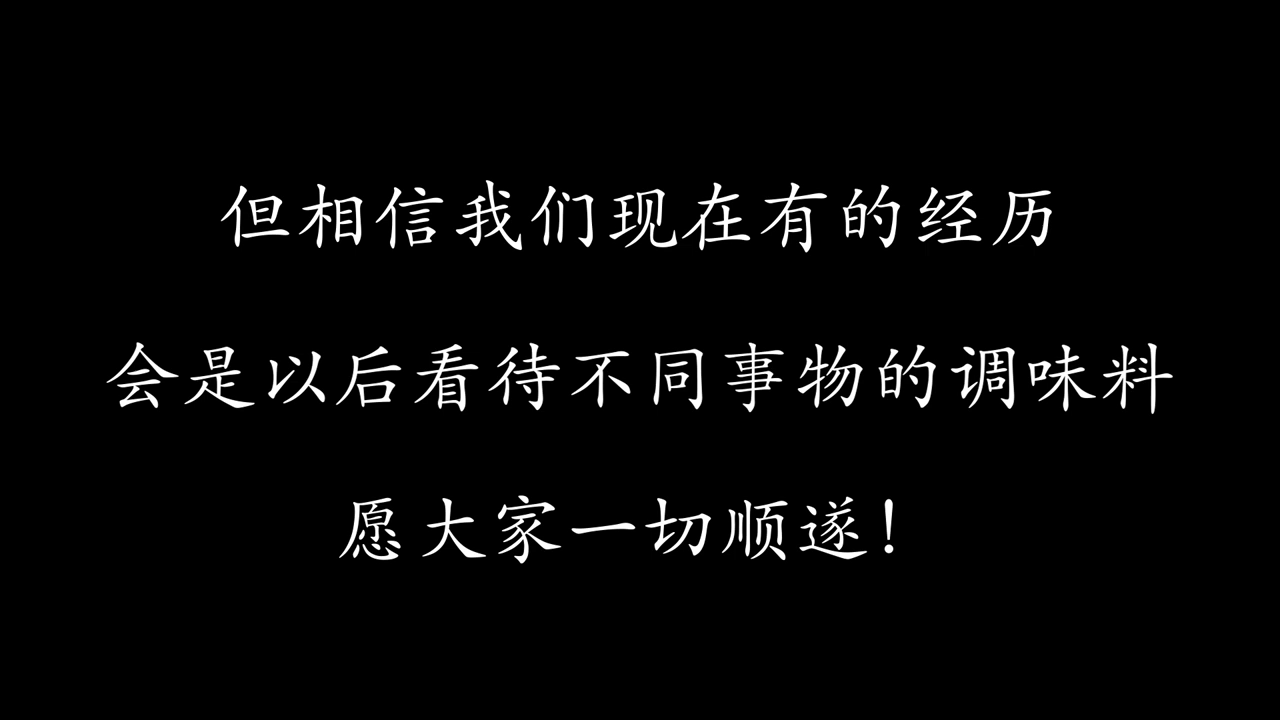 但相信我们现在有的经历
会是以后看待不同事物的调味料
愿大家一切顺遂！